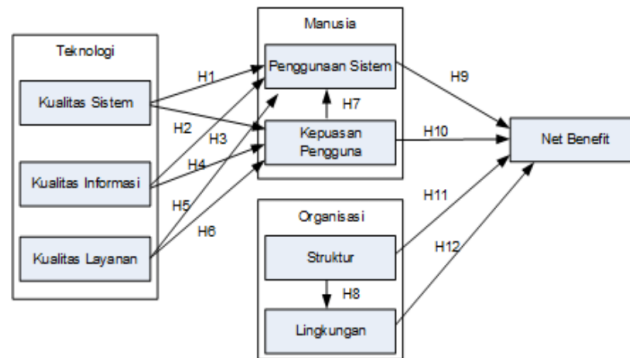 Teknologi
Kualitas Sistem
Kualitas Informasi
Kualitas Layanan
H1
H2
H3
H4
H5
H6
Manusia
Penggunaan Sistem
H7
Kepuasan
Pengguna
Organisasi
Struktur
H8
Lingkungan
H9
H10
H11
H12
Net Benefit